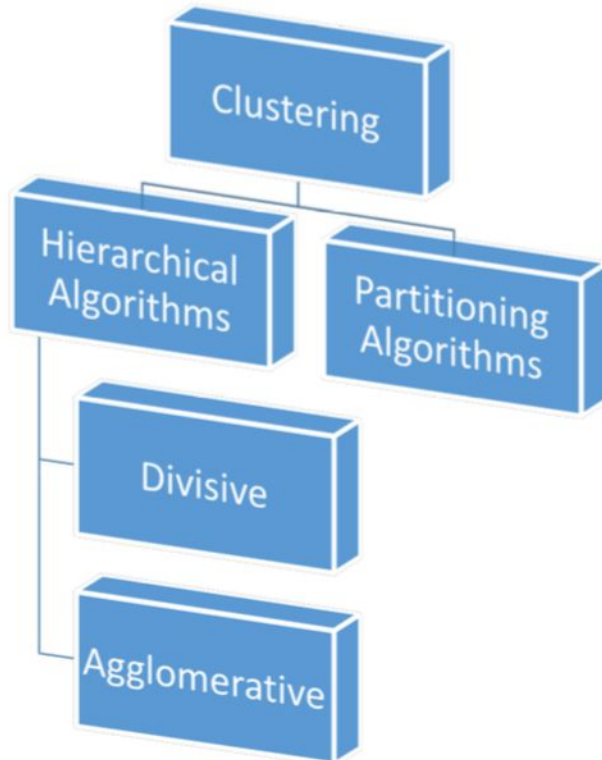 Clustering
Hierarchical
Algorithms
Partitioning
Algorithms
Divisive
Agglomerative